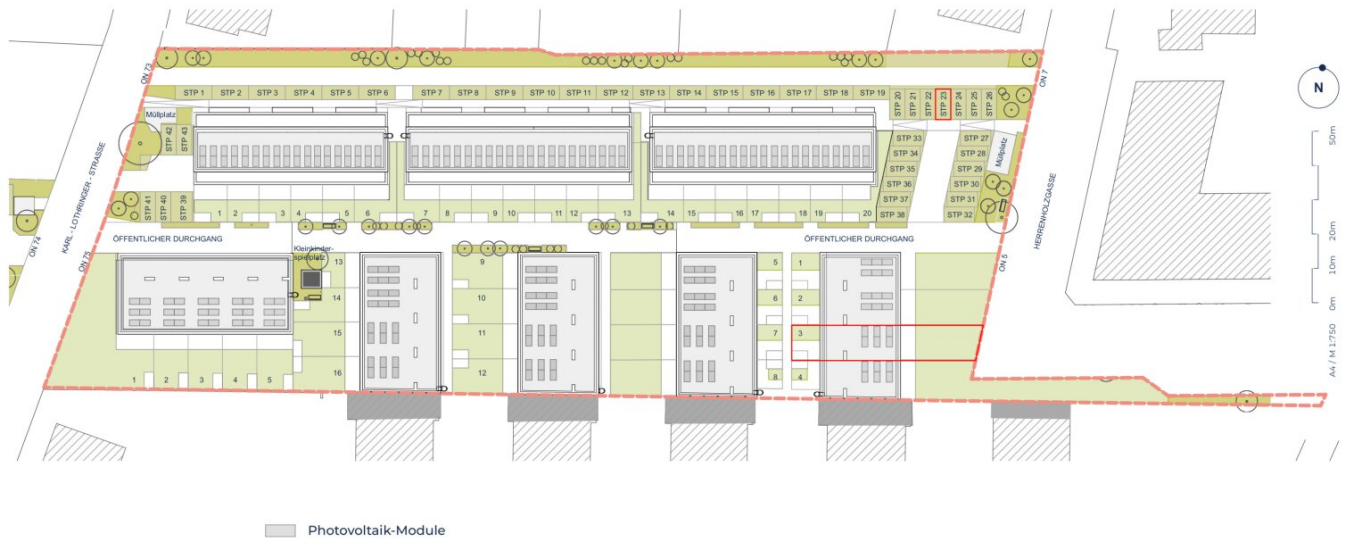 ON 73
ON 7
N
STP 1
STP 2
STP 3
STP 4
STP 5
STP 6
STP 7
STP 8
STP 9
STP 10
STP 11
STP 12
STP 13
STP 14
STP 15
STP 16
STP 17
STP 18
STP 19
STP 20
STP 21
STP 22
STP 23
STP 24
STP 25
STP 26
Müllplatz
STP 42
STP 43
STP 33
STP 34
STP 35
STP 36
STP 37
STP 38
STP 27
STP 28
STP 29
STP 30
STP 31
STP 32
Müllplatz
STP 41
STP 40
STP 39
1
2
3
4
5
6
7
8
9
10
11
12
13
14
15
16
17
18
19
20
KARL - LOTHRINGER - STRASSE
HERRENHOLZGASSE
ON 74
ON 75
ON 5
ÖFFENTLICHER DURCHGANG
ÖFFENTLICHER DURCHGANG
Kleinkinder-
spielplatz
13
14
15
16
9
10
11
12
5
6
7
8
1
2
3
4
1
2
3
4
5
50m
20m
10m
0m
A4 / M 1:750
Photovoltaik-Module